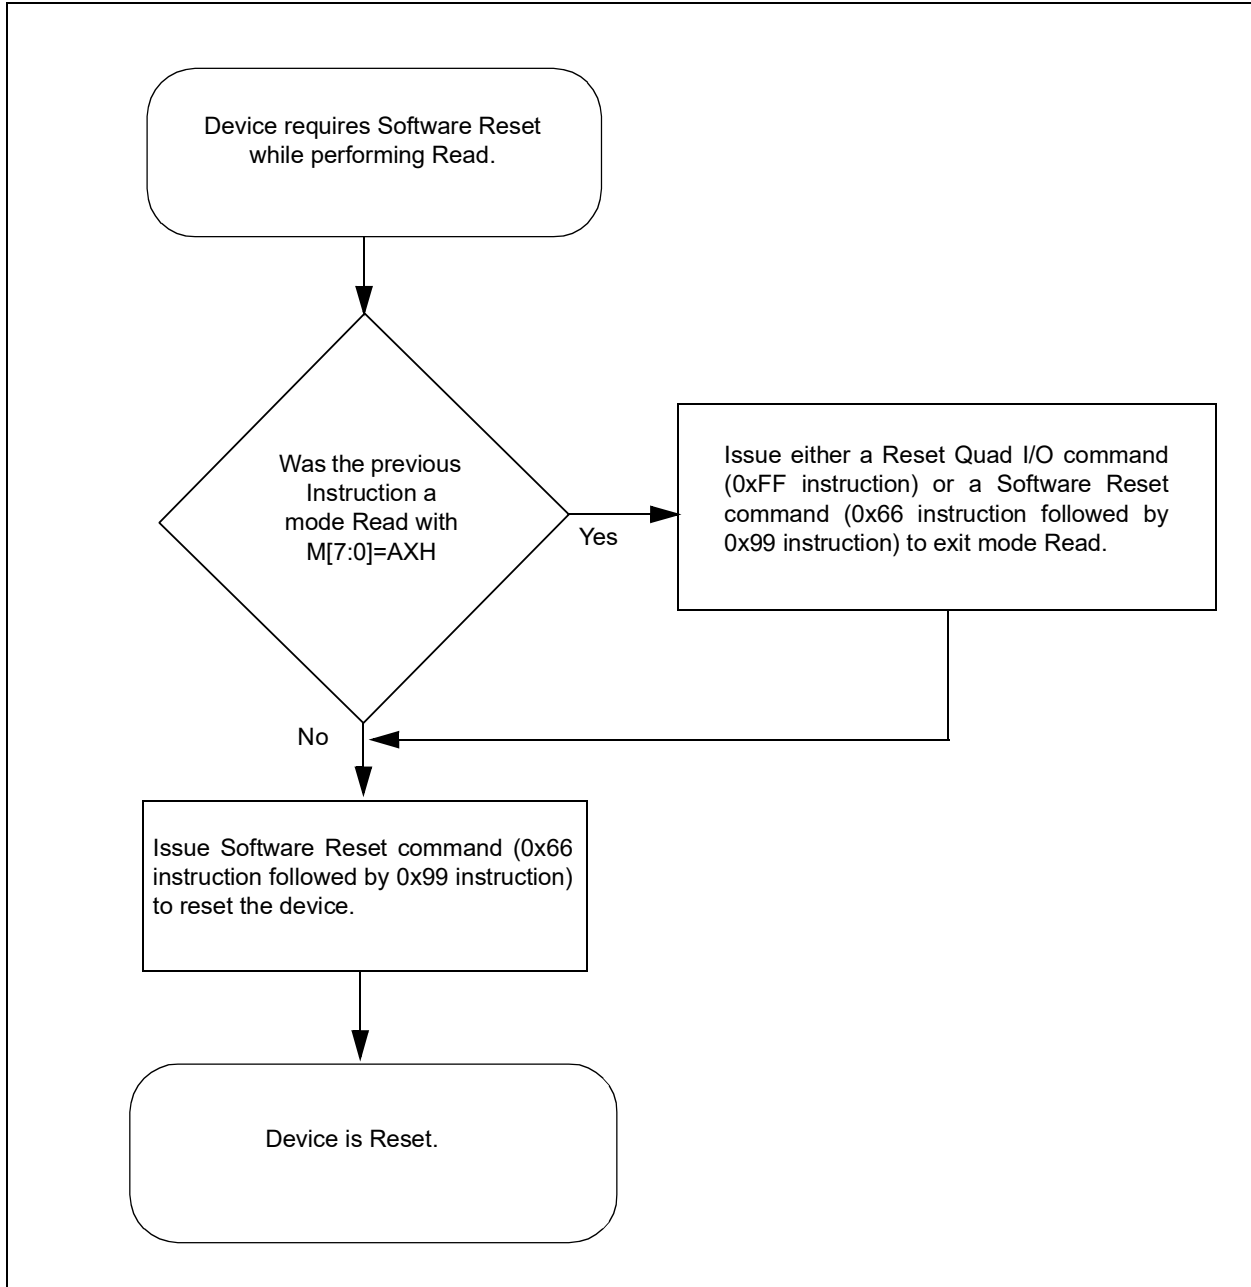 Device requires Software Reset
while performing Read.
Was the previous
Instruction a
mode Read with
M[7:0]=AXH
Yes
Issue either a Reset Quad I/O command
(0xFF instruction) or a Software Reset
command (0x66 instruction followed by
0x99 instruction) to exit mode Read.
No
Issue Software Reset command (0x66
instruction followed by 0x99 instruction)
to reset the device.
Device is Reset.